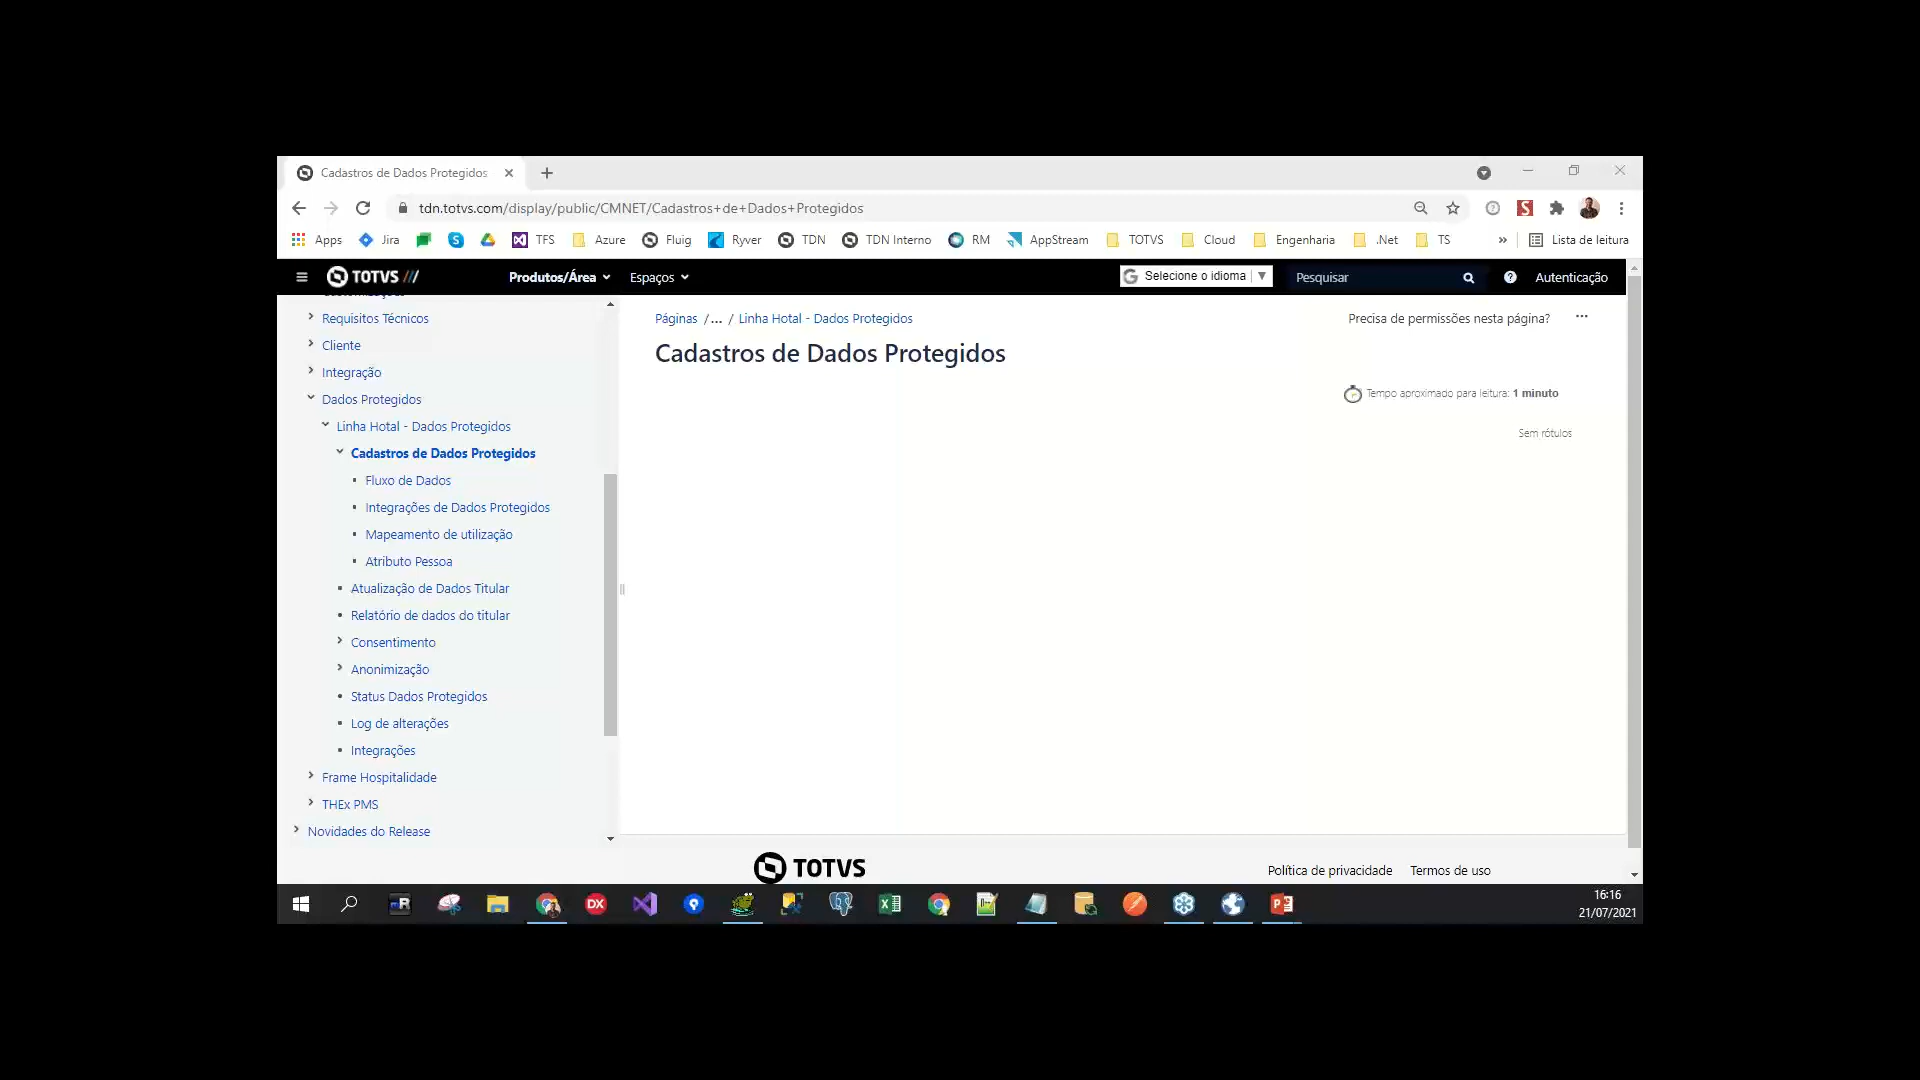 Cadastros de Dados Protegidos
tdn.totvs.com/display/public/CMNET/Cadastros+de+Dados+Protegidos
Apps Jira TFS Azure Fluig Ryver TDN TDN Interno RM AppStream TOTVS Cloud Engenharia .Net TS » Lista de leitura
TOTVS Produtos/Área Espaços Selecione o idioma Pesquisar Autenticação
Requisitos Técnicos
Cliente
Integração
Dados Protegidos
Linha Hotal - Dados Protegidos
Cadastros de Dados Protegidos
Fluxo de Dados
Integrações de Dados Protegidos
Mapeamento de utilização
Atributo Pessoa
Atualização de Dados Titular
Relatório de dados do titular
Consentimento
Anonimização
Status Dados Protegidos
Log de alterações
Integrações
Frame Hospitalidade
THEx PMS
Novidades do Release
Páginas /... / Linha Hotal - Dados Protegidos
Precisa de permissões nesta página?
Cadastros de Dados Protegidos
Tempo aproximado para leitura: 1 minuto
Sem rótulos
TOTVS
Política de privacidade Termos de uso
16:16
21/07/2021